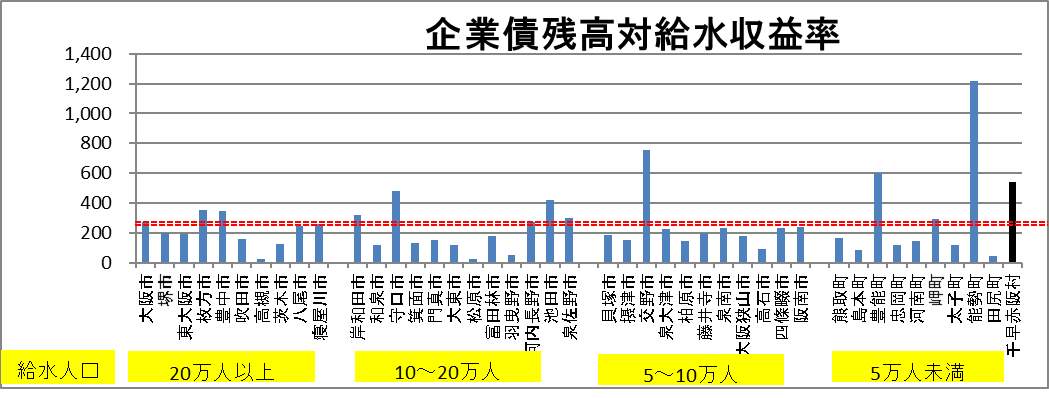 企業債残高対給水収益率
1,400
1,200
1,000
800
600
400
200
0
大阪市
堺市
東大阪市
枚方市
豊中市
吹田市
高槻市
茨木市
八尾市
寝屋川市
岸和田市
和泉市
守口市
箕面市
門真市
大東市
松原市
富田林市
羽曳野市
河内長野市
池田市
泉佐野市
貝塚市
摂津市
交野市
泉大津市
柏原市
藤井寺市
泉南市
大阪狭山市
高石市
四條畷市
阪南市
熊取町
島本町
豊能町
忠岡町
河南町
岬町
太子町
能勢町
田尻町
千早赤阪村
給水人口
20万人以上
10～20万人
5～10万人
5万人未満